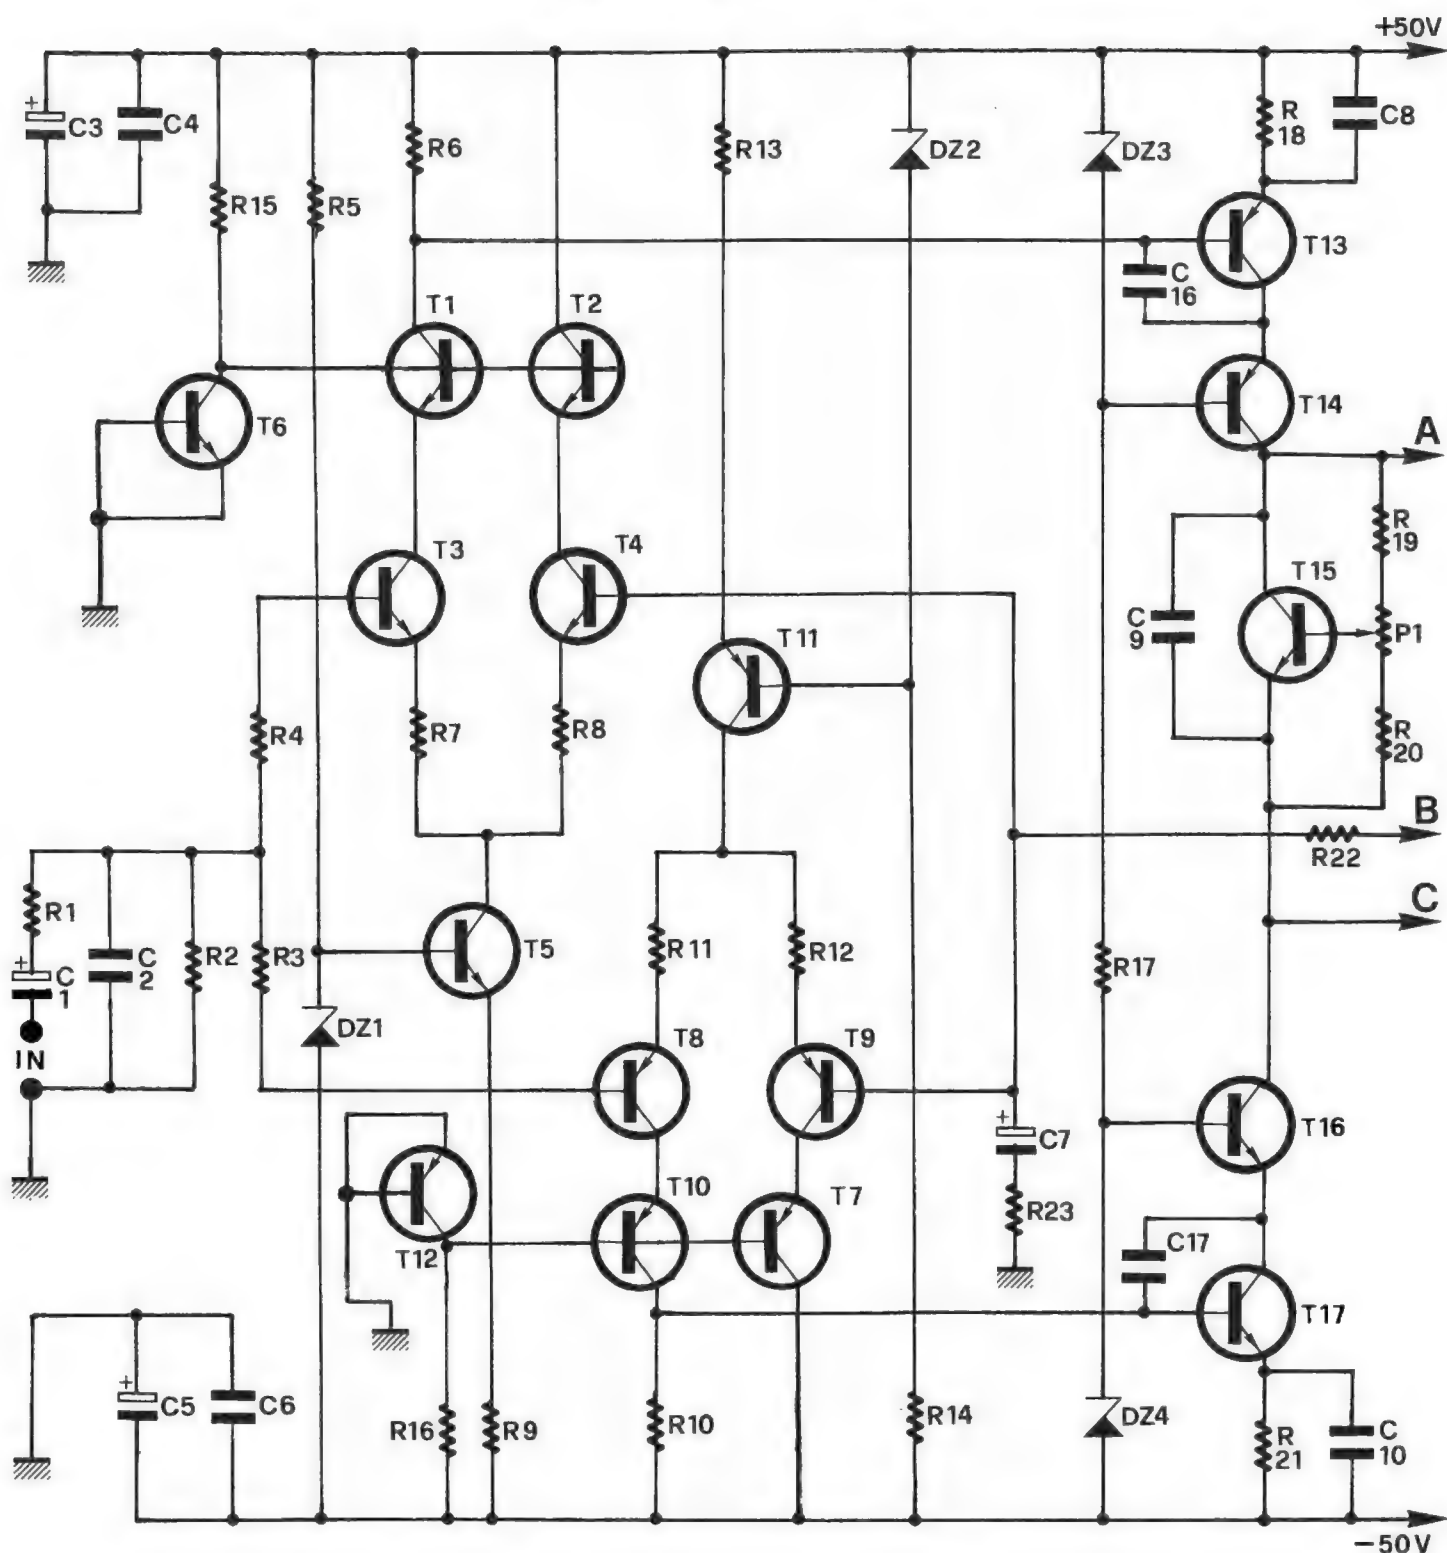 +50V
+
C3
C4
R6
R13
DZ2
DZ3
R
18
C8
R15
R5
T13
C
16
T1
T2
T6
T14
A
T3
T4
R
19
T15
C
9
P1
T11
R4
R7
R8
R
20
B
R22
R1
C
R11
R12
T5
+
C
1
C
2
R2
R3
R17
DZ1
IN
T8
T9
+
C7
T16
T10
T7
R23
T12
C17
T17
+
C5
C6
R16
R9
R10
R14
DZ4
R
21
C
10
−50V